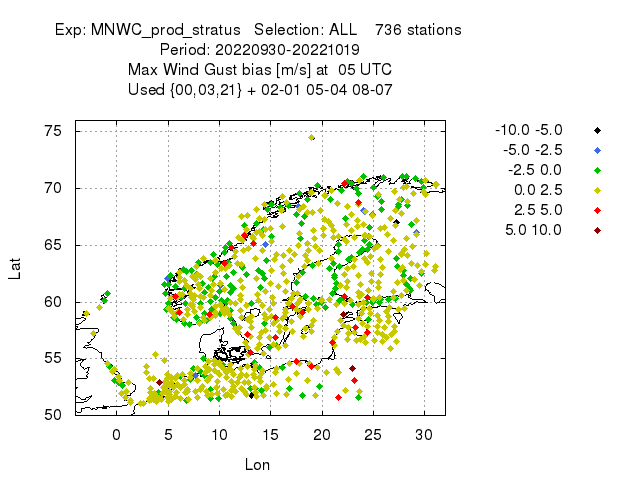 Exp: MNWC_prod_stratus   Selection: ALL    736 stations
Period: 20220930-20221019
Max Wind Gust bias [m/s] at  05 UTC
Used {00,03,21} + 02-01 05-04 08-07
-10.0 -5.0
-5.0 -2.5
-2.5 0.0
0.0 2.5
2.5 5.0
5.0 10.0
75
70
65
60
55
50
Lat
0 5 10 15 20 25 30
Lon